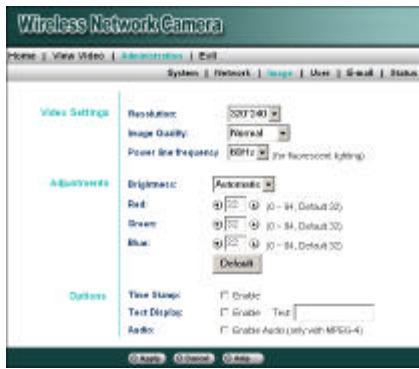 Wireless Network Camera
Home | View Video | Administration | Exit
System | Network | Image | User | E-mail | Status
Video Settings
Resolution: 320*240
Image Quality: Normal
Power line frequency 60Hz (for fluorescent lighting)
Adjustments
Brightness: Automatic
Red: 32 (0 ~ 64, Default 32)
Green: 32 (0 ~ 64, Default 32)
Blue: 32 (0 ~ 64, Default 32)
Default
Options
Time Stamp: Enable
Text Display: Enable Text
Audio: Enable Audio (only with MPEG-4)
Apply Cancel Help